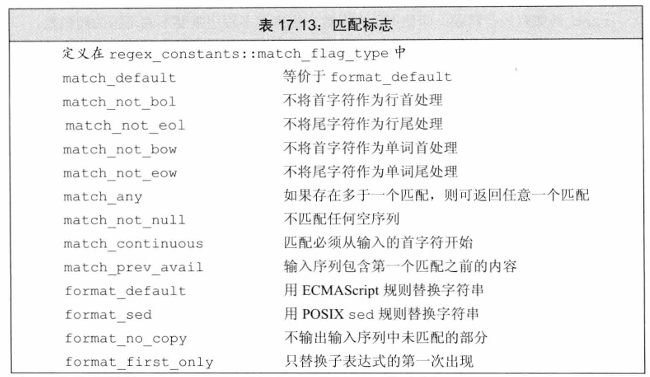 表 17.13：匹配标志
定义在 regex_constants::match_flag_type 中
match_default 等价于 format_default
match_not_bol 不将首字符作为行首处理
match_not_eol 不将尾字符作为行尾处理
match_not_bow 不将首字符作为单词首处理
match_not_eow 不将尾字符作为单词尾处理
match_any 如果存在多于一个匹配，则可返回任意一个匹配
match_not_null 不匹配任何空序列
match_continuous 匹配必须从输入的首字符开始
match_prev_avail 输入序列包含第一个匹配之前的内容
format_default 用 ECMAScript 规则替换字符串
format_sed 用 POSIX sed 规则替换字符串
format_no_copy 不输出输入序列中未匹配的部分
format_first_only 只替换子表达式的第一次出现